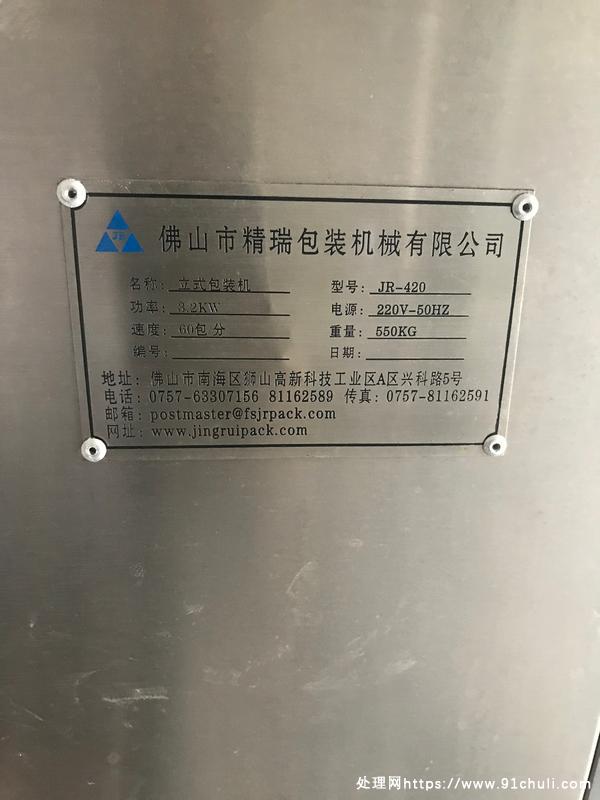 JR 佛山市精瑞包装机械有限公司
名称: 立式包装机 型号: JR-420
功率: 3.2KW 电源: 220V-50HZ
速度: 60包 分 重量: 550KG
编号: 日期:
地址: 佛山市南海区狮山高新科技工业区A区兴科路5号
电话: 0757-63307156 81162589 传真: 0757-81162591
邮箱: postmaster@fsjrpack.com
网址: www.jingruipack.com
处理网https://www.91chuli.com